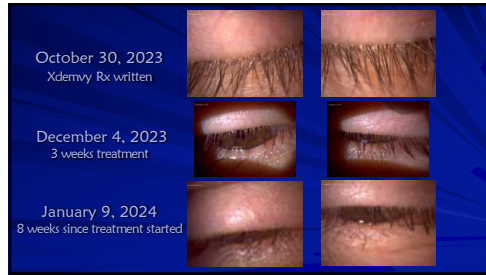 October 30, 2023
Xdemvy Rx written
December 4, 2023
3 weeks treatment
January 9, 2024
8 weeks since treatment started